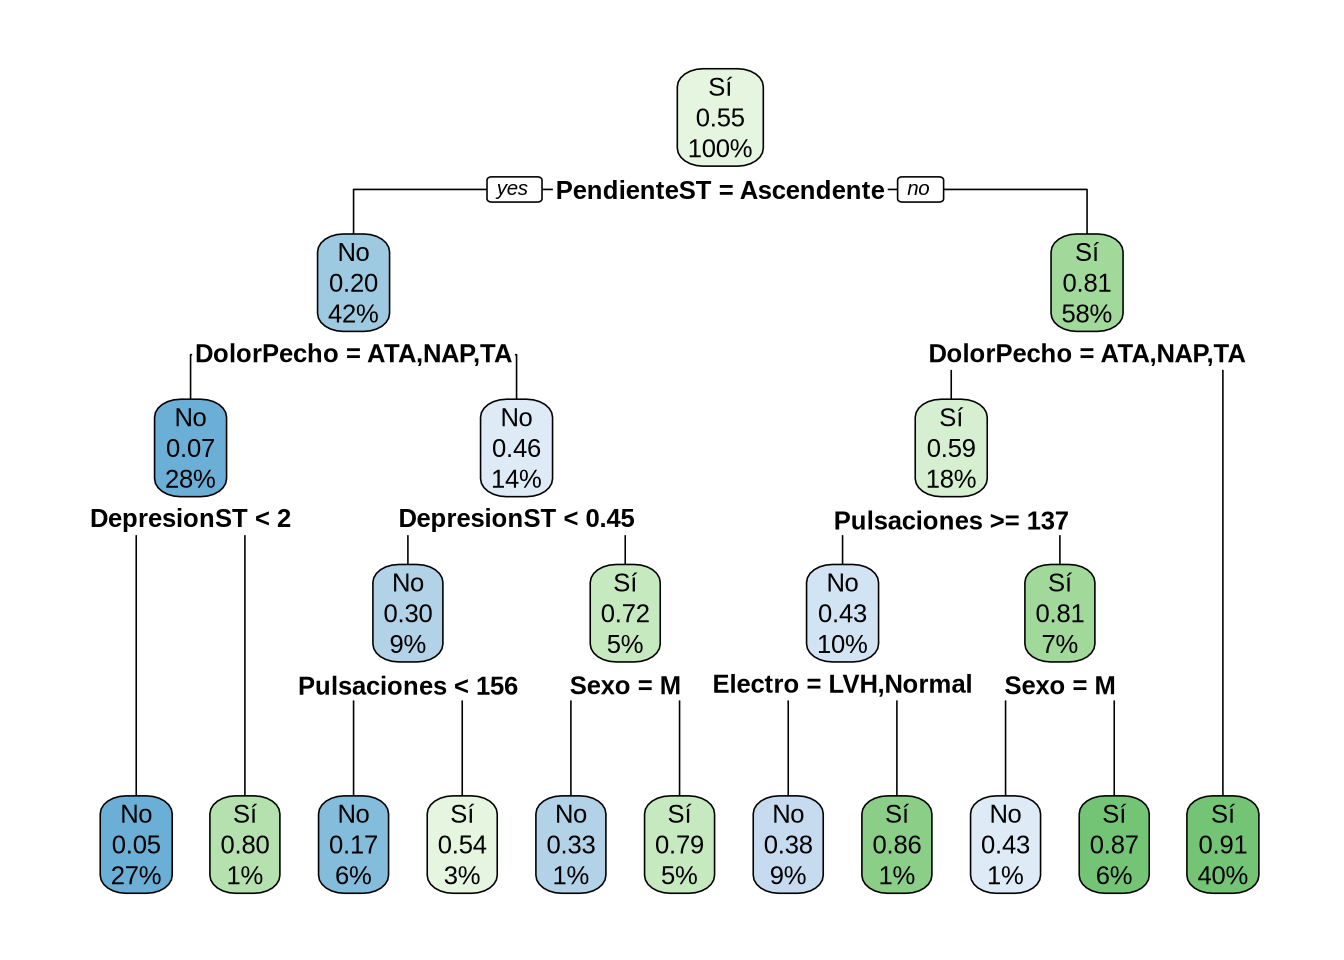 Sí
0.55
100%
yes PendienteST = Ascendente no
No
0.20
42%
Sí
0.81
58%
DolorPecho = ATA,NAP,TA
DolorPecho = ATA,NAP,TA
No
0.07
28%
No
0.46
14%
Sí
0.59
18%
DepresionST < 2
DepresionST < 0.45
Pulsaciones >= 137
No
0.30
9%
Sí
0.72
5%
No
0.43
10%
Sí
0.81
7%
Pulsaciones < 156
Sexo = M
Electro = LVH,Normal
Sexo = M
No
0.05
27%
Sí
0.80
1%
No
0.17
6%
Sí
0.54
3%
No
0.33
1%
Sí
0.79
5%
No
0.38
9%
Sí
0.86
1%
No
0.43
1%
Sí
0.87
6%
Sí
0.91
40%